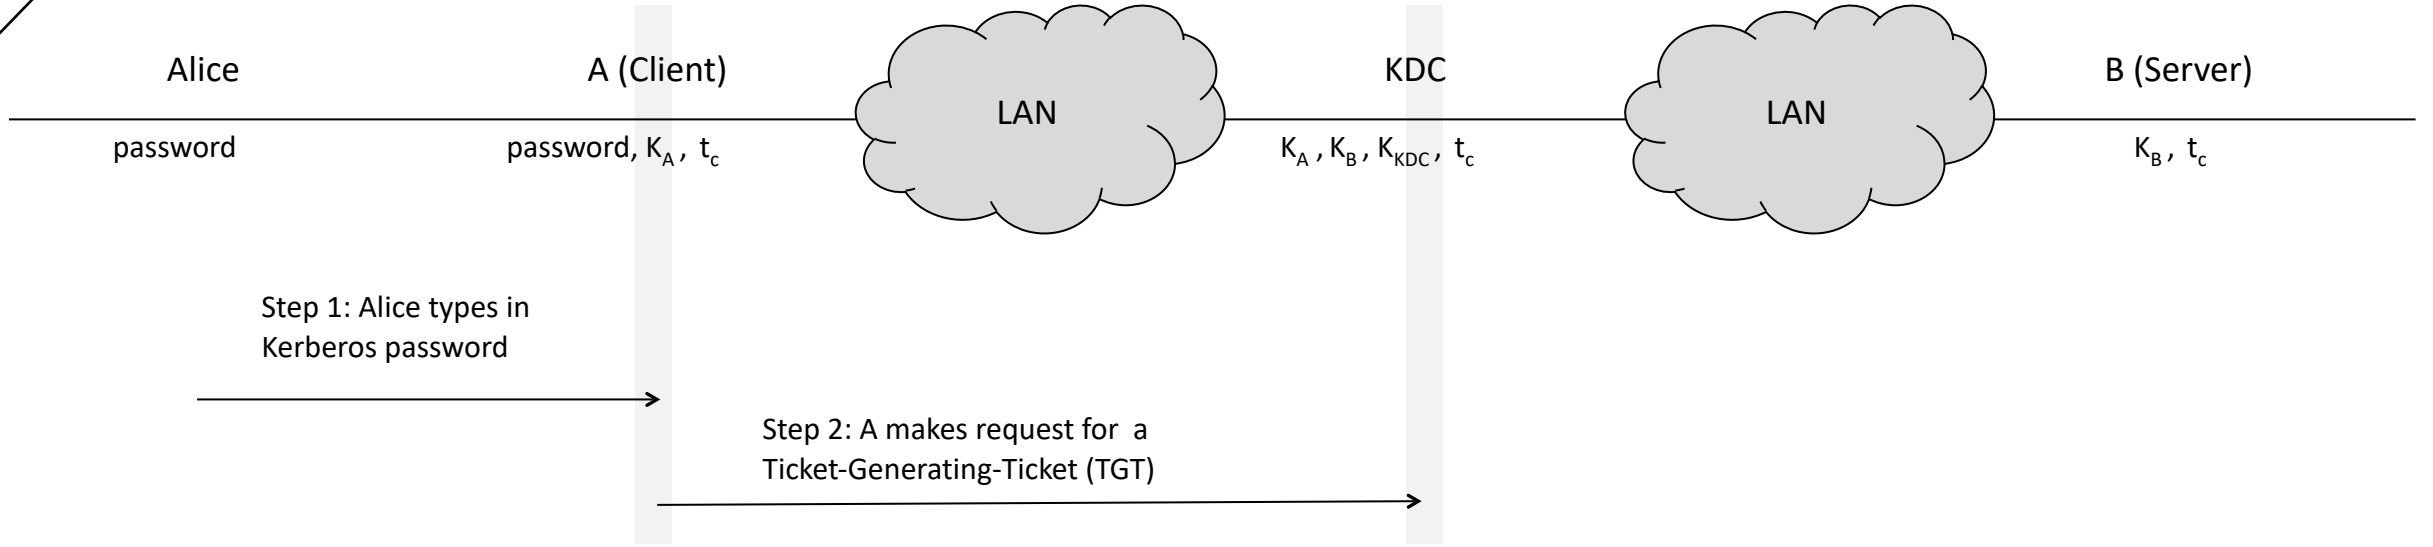 Alice
A (Client)
LAN
KDC
LAN
B (Server)
password
password, K_A , t_c
K_A , K_B , K_KDC , t_c
K_B , t_c
Step 1: Alice types in
Kerberos password
Step 2: A makes request for a
Ticket-Generating-Ticket (TGT)